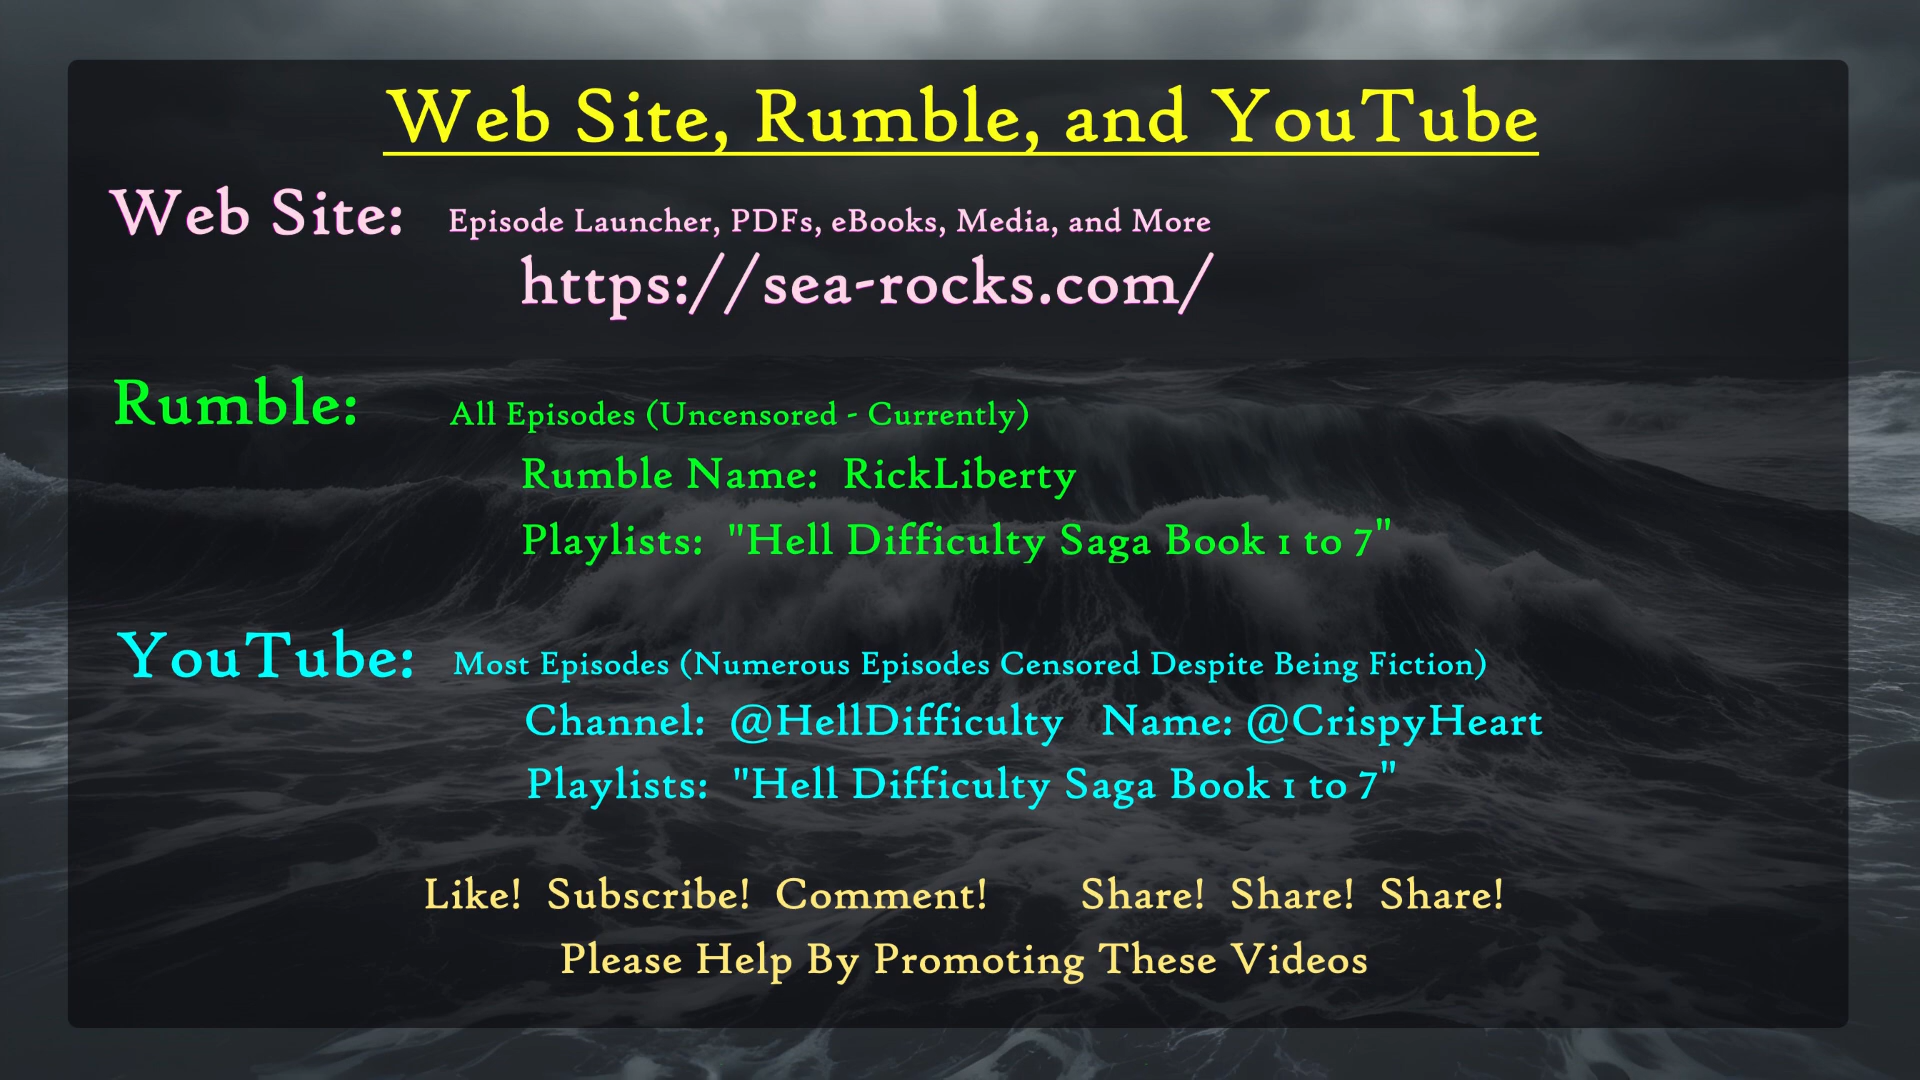 Web Site, Rumble, and YouTube
Web Site: Episode Launcher, PDFs, eBooks, Media, and More
https://sea-rocks.com/
Rumble: All Episodes (Uncensored - Currently)
Rumble Name: RickLiberty
Playlists: "Hell Difficulty Saga Book 1 to 7"
YouTube: Most Episodes (Numerous Episodes Censored Despite Being Fiction)
Channel: @HellDifficulty Name: @CrispyHeart
Playlists: "Hell Difficulty Saga Book 1 to 7"
Like! Subscribe! Comment! Share! Share! Share!
Please Help By Promoting These Videos